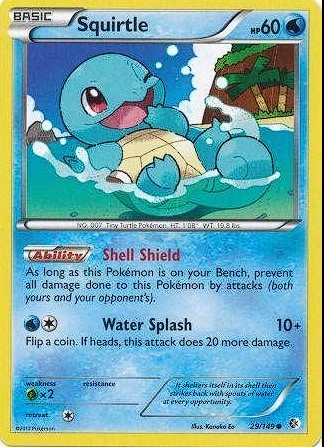 BASIC
Squirtle HP60
NO. 007 Tiny Turtle Pokémon HT. 1'08" WT. 19.8 lbs.
Ability Shell Shield
As long as this Pokémon is on your Bench, prevent
all damage done to this Pokémon by attacks (both
yours and your opponent's).
Water Splash 10+
Flip a coin. If heads, this attack does 20 more damage.
weakness resistance
×2
It shelters itself in its shell then
strikes back with spouts of water
at every opportunity.
retreat
©2012 Pokémon Illus. Kanako Eo 29/149